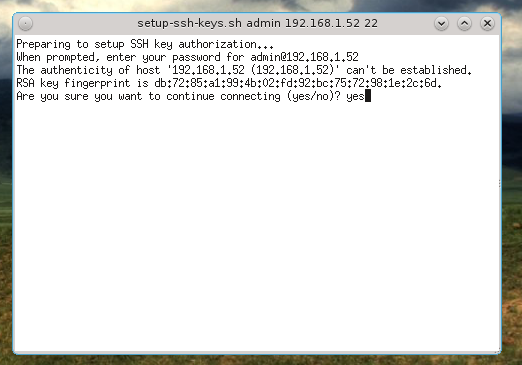 setup-ssh-keys.sh admin 192.168.1.52 22
Preparing to setup SSH key authorization...
When prompted, enter your password for admin@192.168.1.52
The authenticity of host '192.168.1.52 (192.168.1.52)' can't be established.
RSA key fingerprint is db:72:85:a1:99:4b:02:fd:92:bc:75:72:98:1e:2c:6d.
Are you sure you want to continue connecting (yes/no)? yes